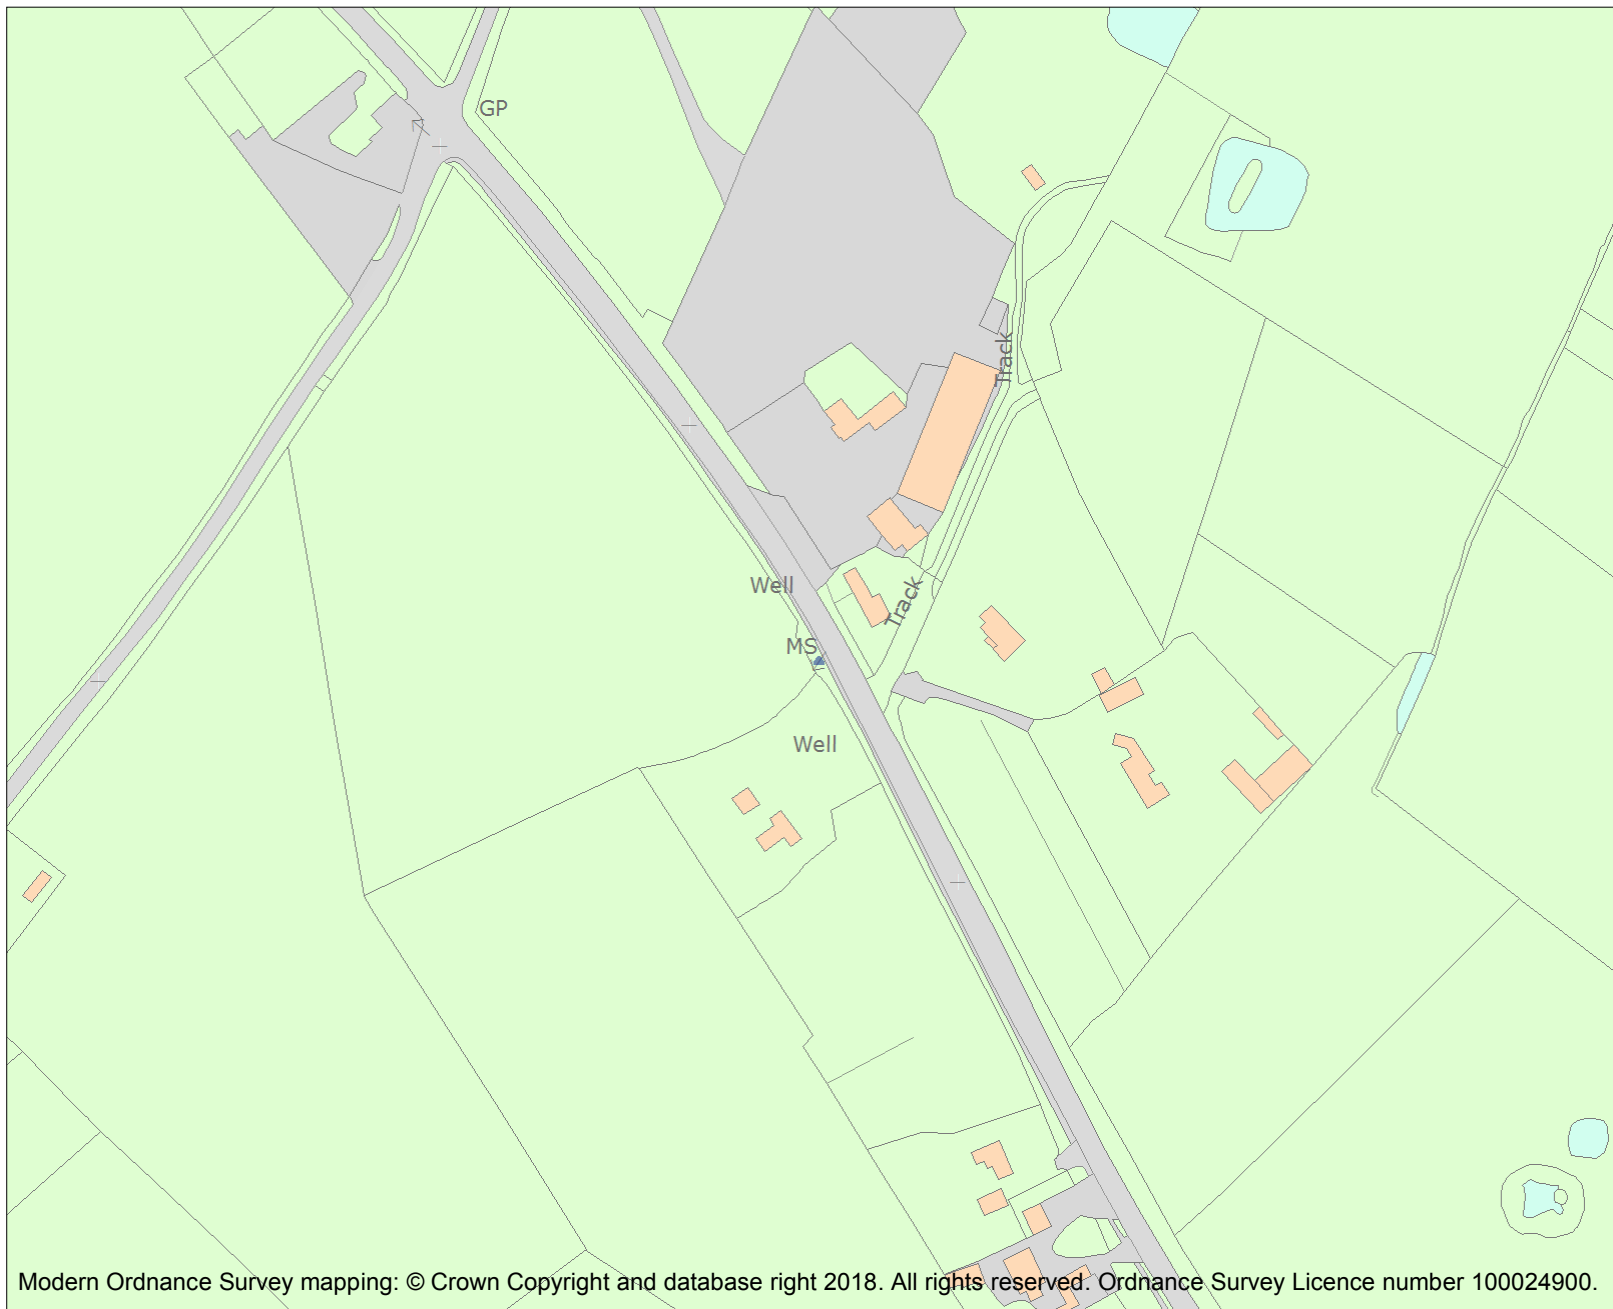 GP
Track
Well
Track
MS
Well
Modern Ordnance Survey mapping: © Crown Copyright and database right 2018. All rights reserved. Ordnance Survey Licence number 100024900.